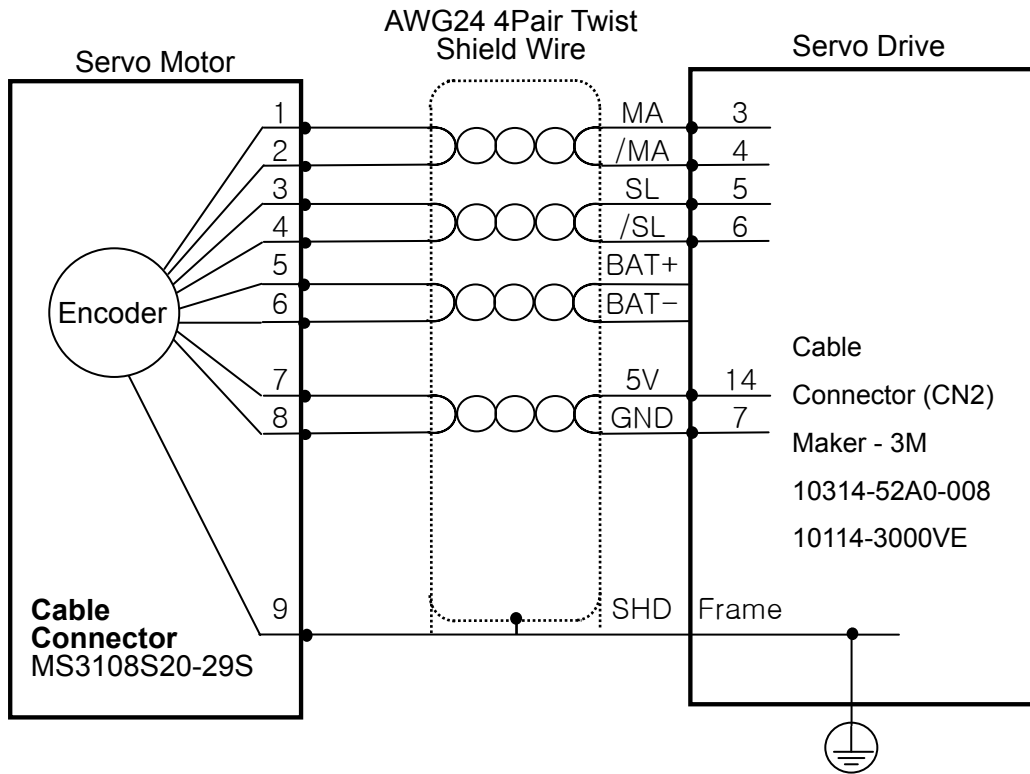 AWG24 4Pair Twist
Shield Wire
Servo Motor
Servo Drive
1 MA 3
2 /MA 4
3 SL 5
4 /SL 6
5 BAT+
6 BAT-
Encoder
7 5V 14
8 GND 7
Cable
Connector (CN2)
Maker - 3M
10314-52A0-008
10114-3000VE
9 SHD Frame
Cable
Connector
MS3108S20-29S